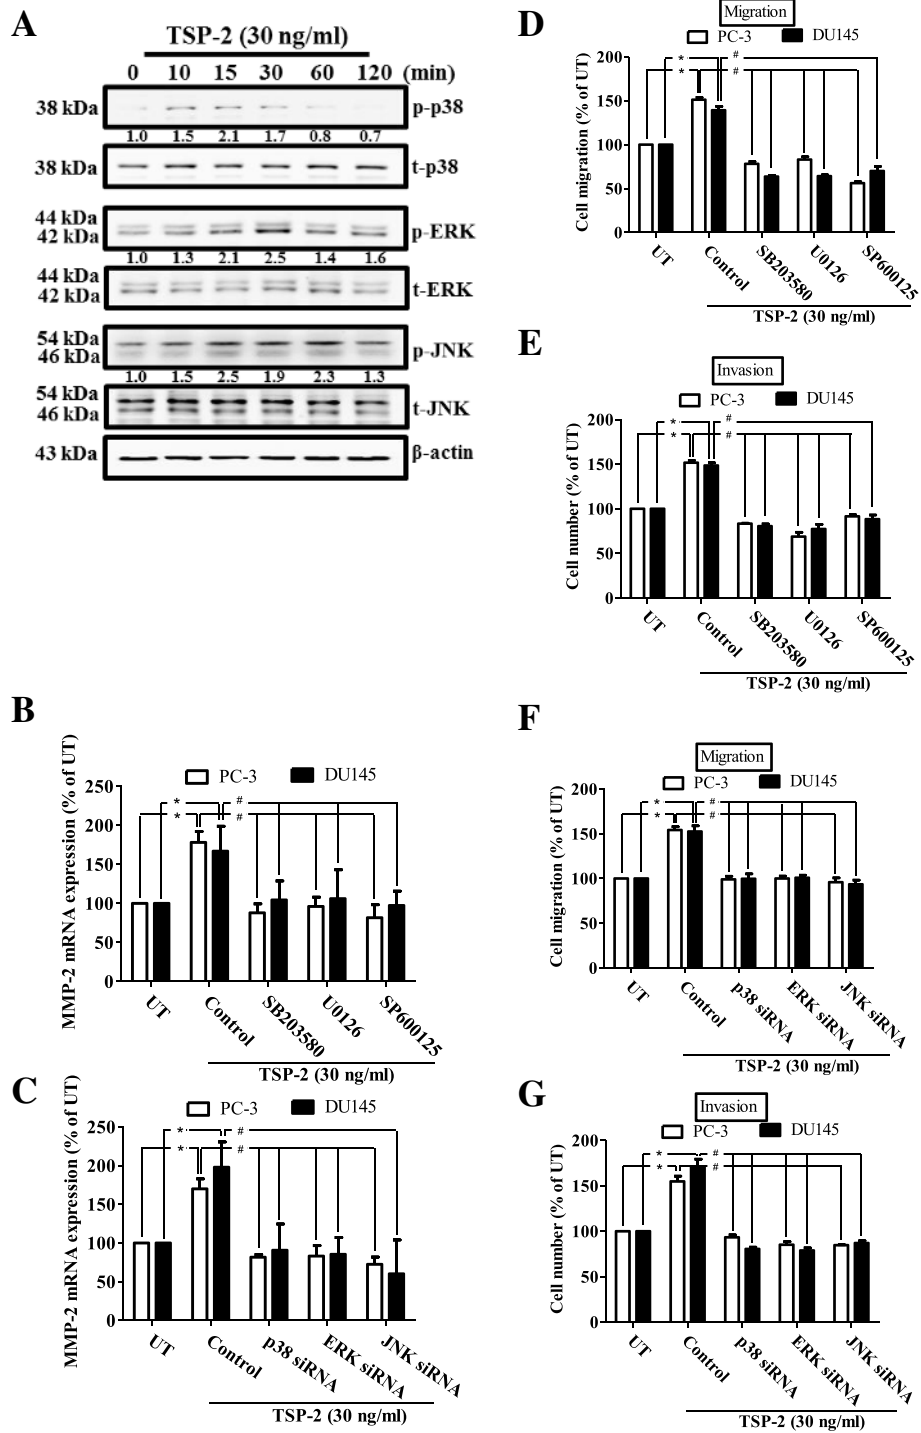 A
TSP-2 (30 ng/ml)
0 10 15 30 60 120 (min)
38 kDa p-p38
1.0 1.5 2.1 1.7 0.8 0.7
38 kDa t-p38
44 kDa
42 kDa p-ERK
1.0 1.3 2.1 2.5 1.4 1.6
44 kDa
42 kDa t-ERK
54 kDa
46 kDa p-JNK
1.0 1.5 2.5 1.9 2.3 1.3
54 kDa
46 kDa t-JNK
43 kDa β-actin
B
MMP-2 mRNA expression (% of UT)
PC-3 DU145
250
200
150
100
50
0
* #
* #
UT Control SB203580 U0126 SP600125
TSP-2 (30 ng/ml)
C
MMP-2 mRNA expression (% of UT)
PC-3 DU145
250
200
150
100
50
0
* #
* #
UT Control p38 siRNA ERK siRNA JNK siRNA
TSP-2 (30 ng/ml)
D
Migration
PC-3 DU145
Cell migration (% of UT)
200
150
100
50
0
* #
* #
UT Control SB203580 U0126 SP600125
TSP-2 (30 ng/ml)
E
Invasion
PC-3 DU145
Cell number (% of UT)
200
150
100
50
0
* #
* #
UT Control SB203580 U0126 SP600125
TSP-2 (30 ng/ml)
F
Migration
PC-3 DU145
Cell migration (% of UT)
200
150
100
50
0
* #
* #
UT Control p38 siRNA ERK siRNA JNK siRNA
TSP-2 (30 ng/ml)
G
Invasion
PC-3 DU145
Cell number (% of UT)
200
150
100
50
0
* #
* #
UT Control p38 siRNA ERK siRNA JNK siRNA
TSP-2 (30 ng/ml)